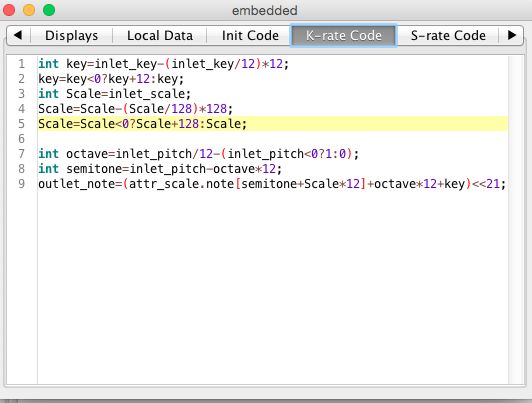 embedded
Displays Local Data Init Code K-rate Code S-rate Code
1 int key=inlet_key-(inlet_key/12)*12;
2 key=key<0?key+12:key;
3 int Scale=inlet_scale;
4 Scale=Scale-(Scale/128)*128;
5 Scale=Scale<0?Scale+128:Scale;
6
7 int octave=inlet_pitch/12-(inlet_pitch<0?1:0);
8 int semitone=inlet_pitch-octave*12;
9 outlet_note=(attr_scale.note[semitone+Scale*12]+octave*12+key)<<21;